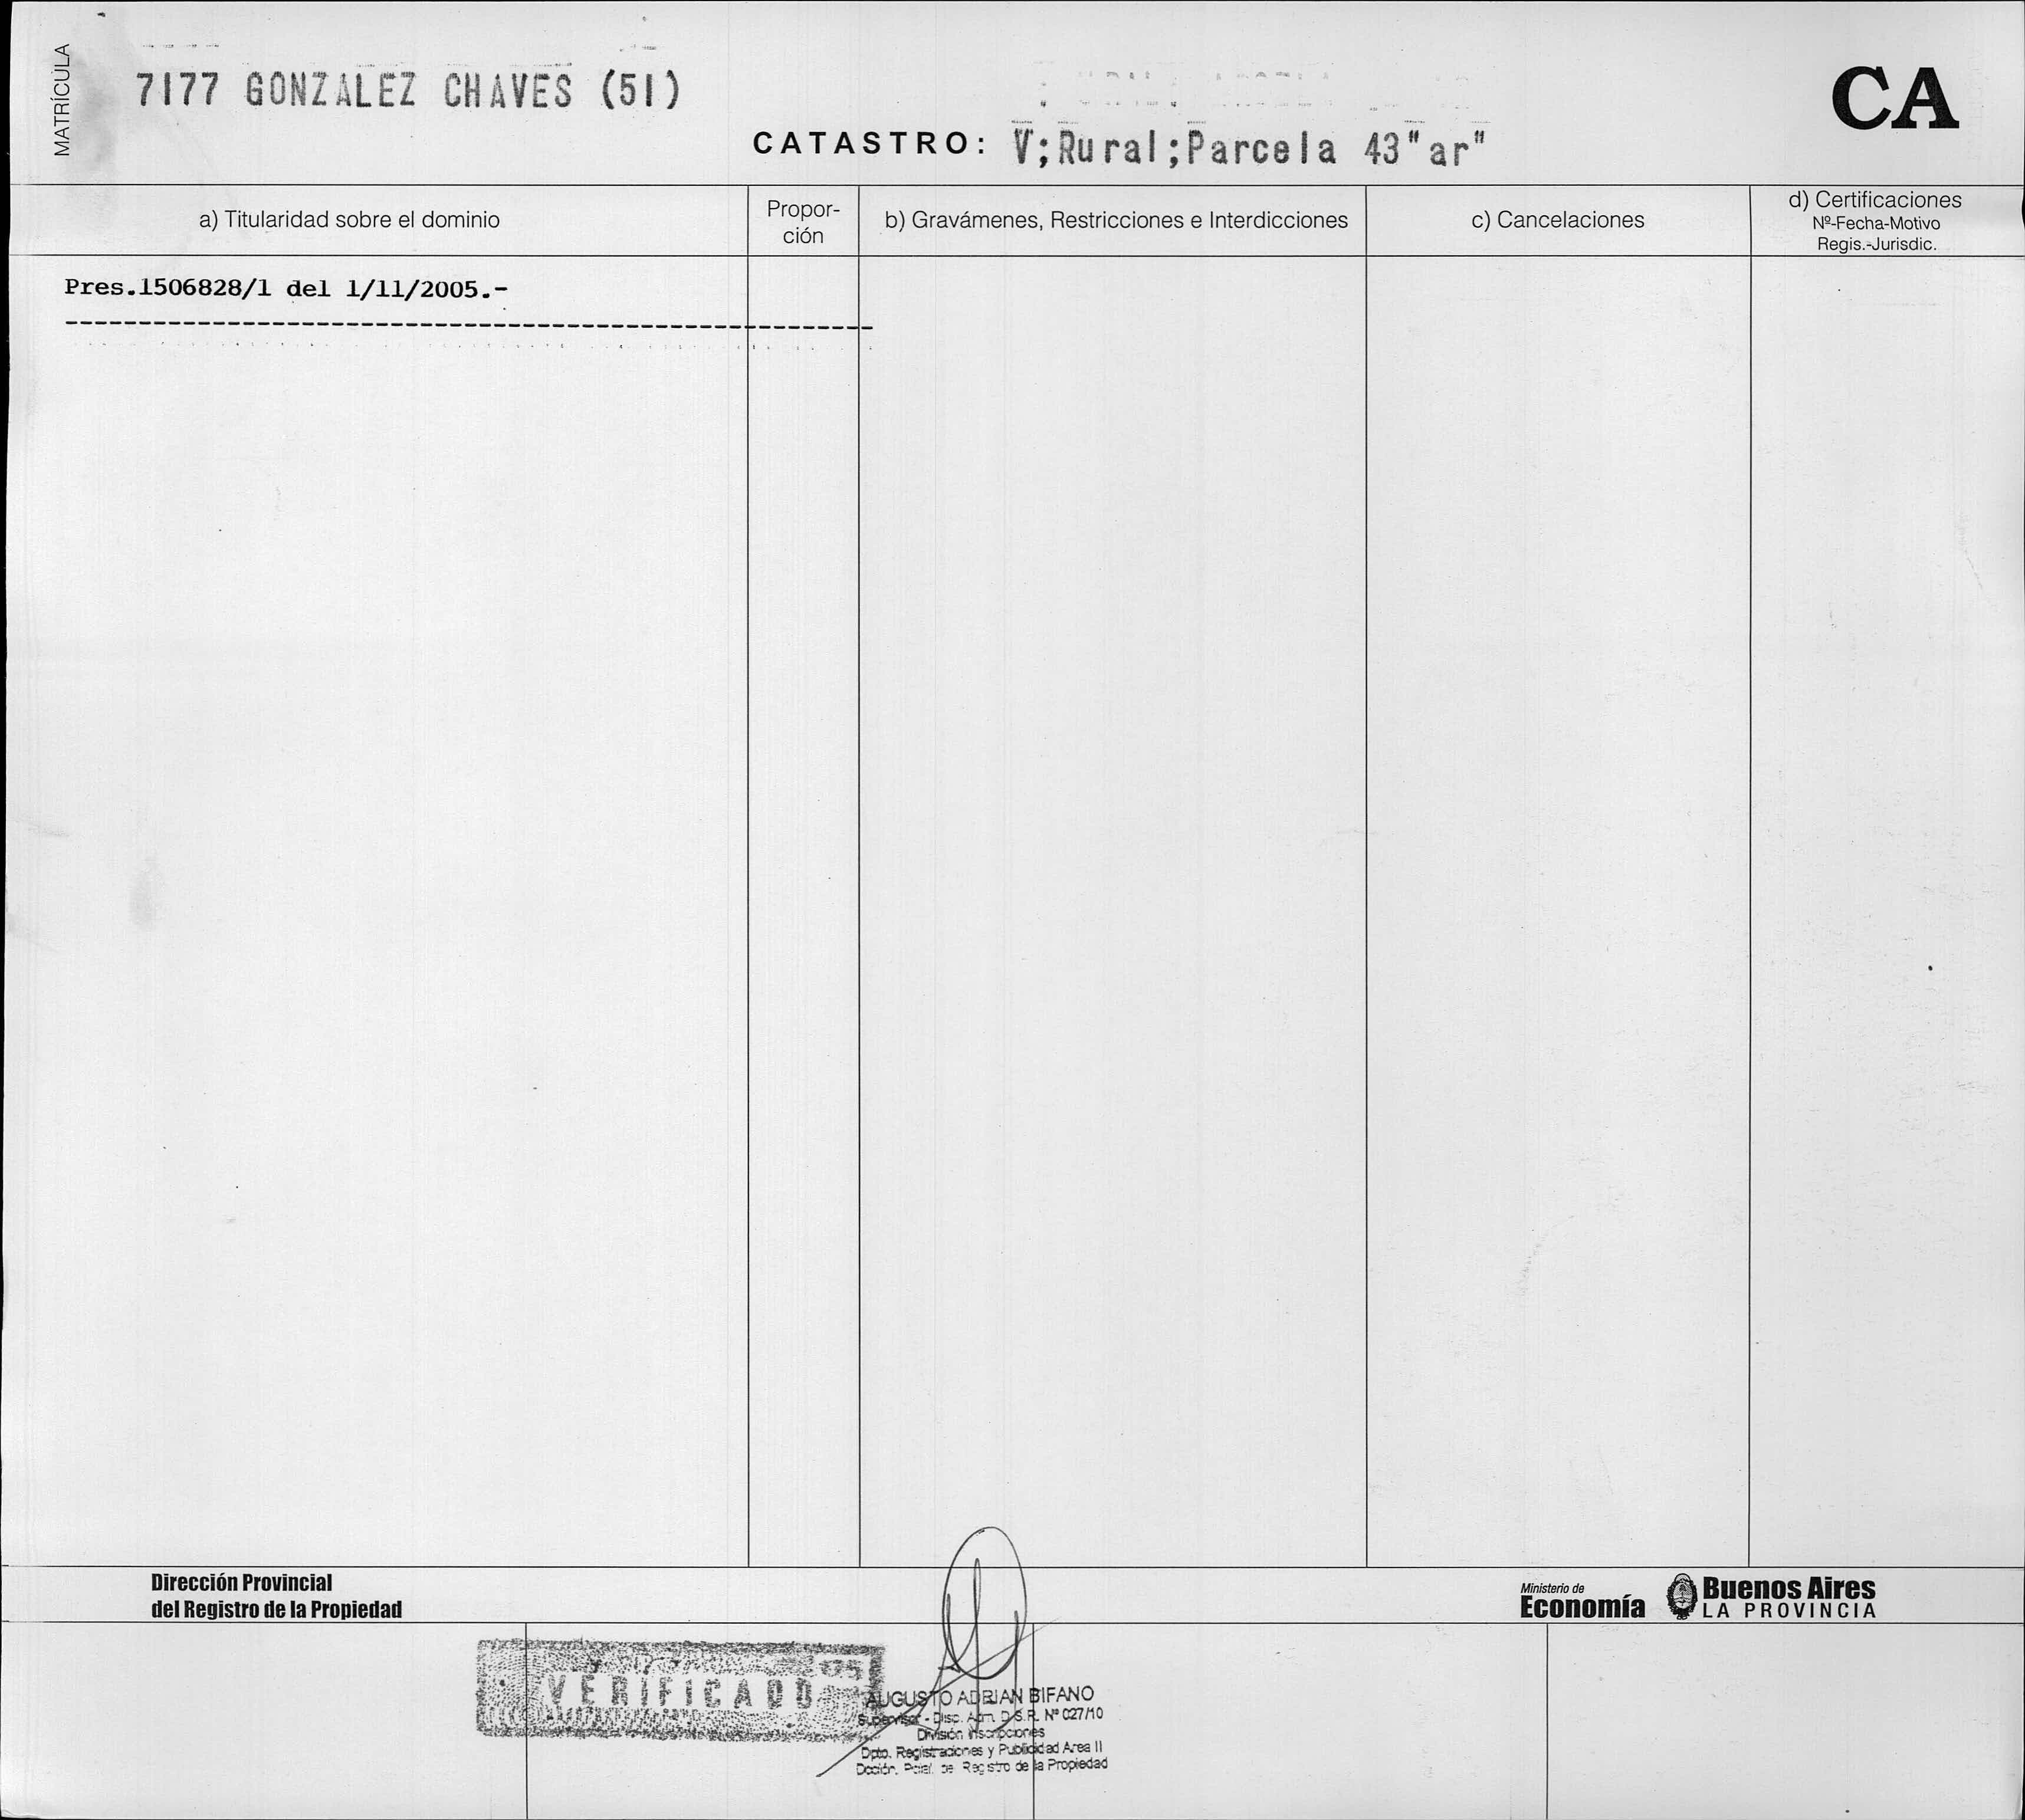 MATRÍCULA
7177 GONZALEZ CHAVES (51)
CA
CATASTRO: V;Rural;Parcela 43"ar"
a) Titularidad sobre el dominio
Propor-
ción
b) Gravámenes, Restricciones e Interdicciones
c) Cancelaciones
d) Certificaciones
Nº-Fecha-Motivo
Regis.-Jurisdic.
Pres.1506828/1 del 1/11/2005.-
Dirección Provincial
del Registro de la Propiedad
Ministerio de
Economía
Buenos Aires
LA PROVINCIA
VERIFICADO
AUGUSTO ADRIAN BIFANO
Supervisor - Disp. Adm. D.S.R. Nº 027/10
División Inscripciones
Dpto. Registraciones y Publicidad Area II
Dcción. Pcial. de Registro de la Propiedad